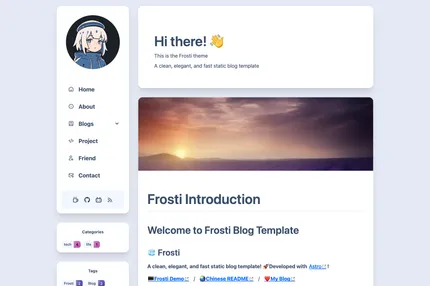 Home
About
Blogs
Project
Friend
Contact
Categories
tech 4 life 1
Tags
Frosti 3 Blog 2
Hi there! 👋
This is the Frosti theme
A clean, elegant, and fast static blog template
Frosti Introduction
Welcome to Frosti Blog Template
Frosti
A clean, elegant, and fast static blog template! 🚀Developed with Astro !
🖥️Frosti Demo / 🌏Chinese README / ❤️My Blog